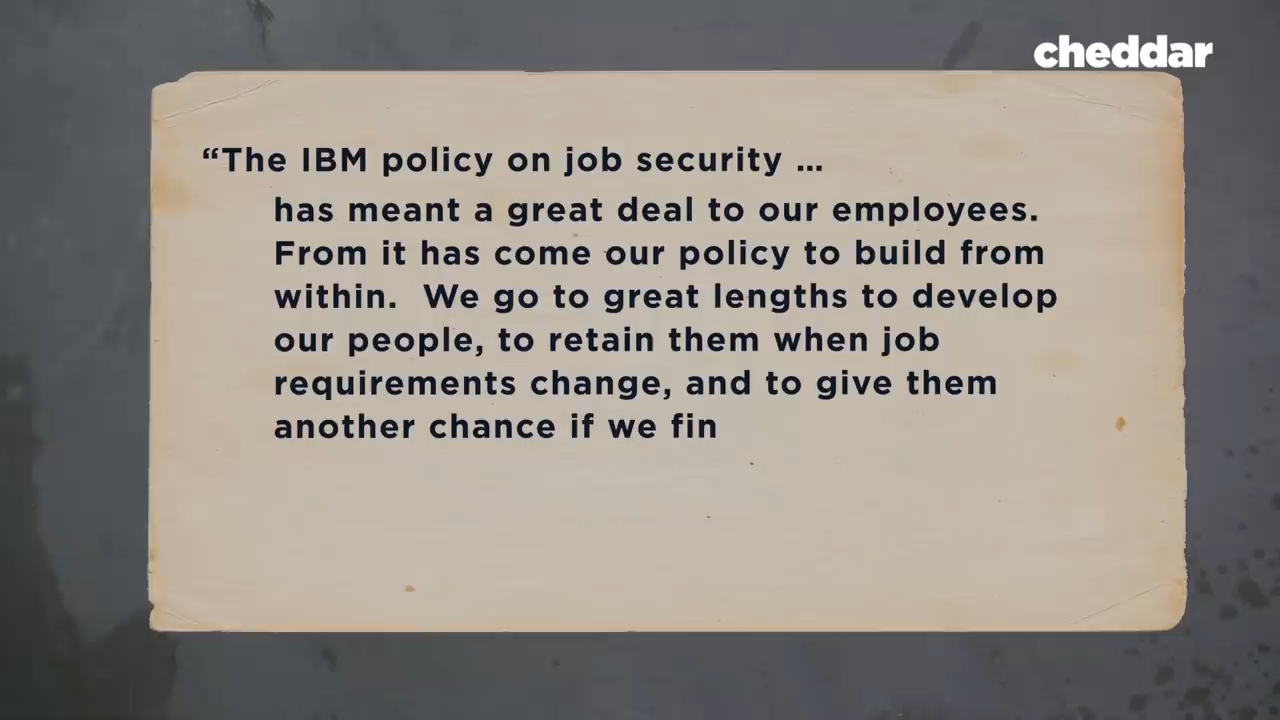 cheddar
“The IBM policy on job security ...
has meant a great deal to our employees.
From it has come our policy to build from
within.  We go to great lengths to develop
our people, to retain them when job
requirements change, and to give them
another chance if we fin